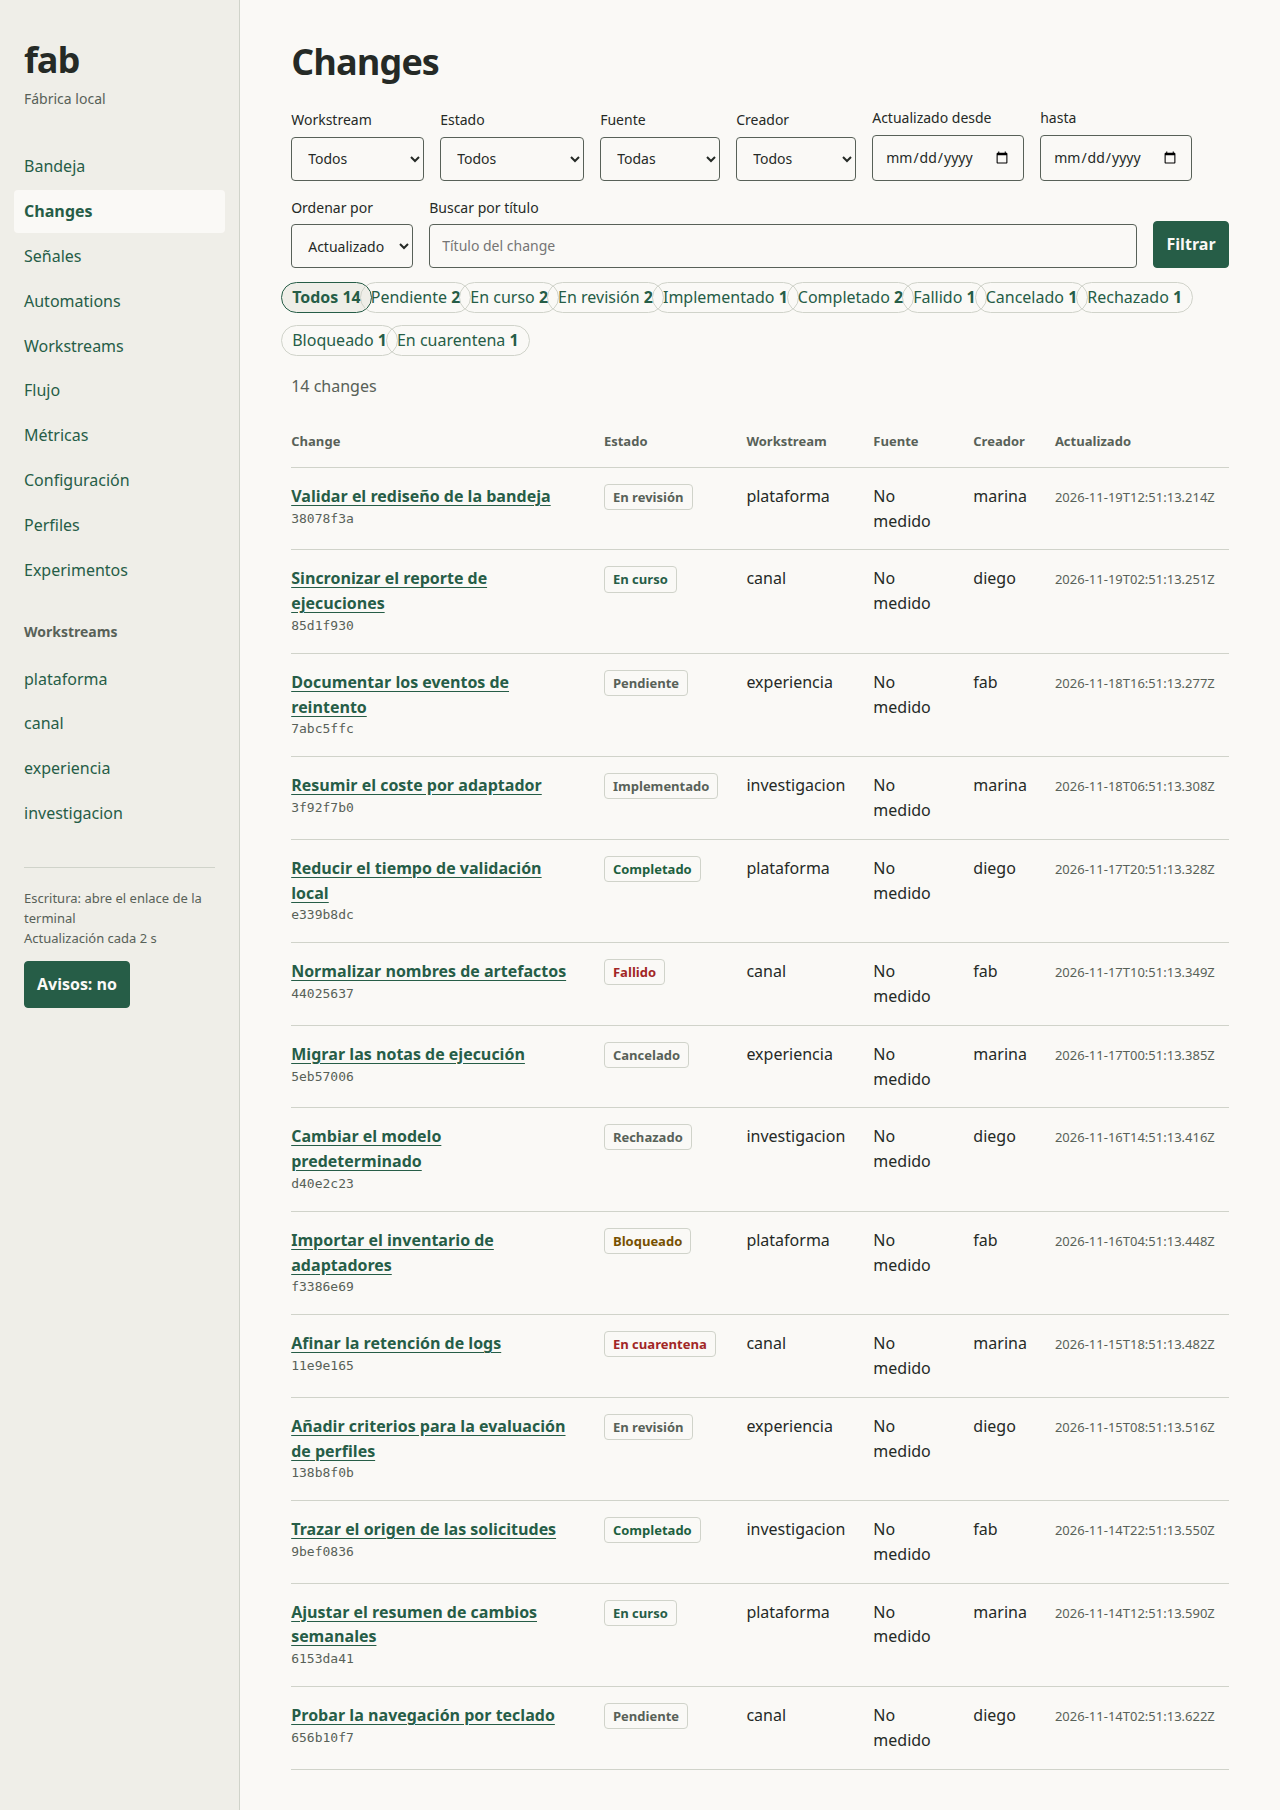 fab
Fábrica local
Bandeja
Changes
Señales
Automations
Workstreams
Flujo
Métricas
Configuración
Perfiles
Experimentos
Workstreams
plataforma
canal
experiencia
investigacion
Escritura: abre el enlace de la
terminal
Actualización cada 2 s
Avisos: no
Changes
Workstream Estado Fuente Creador Actualizado desde hasta
Todos Todos Todas Todos mm/dd/yyyy mm/dd/yyyy
Ordenar por Buscar por título
Actualizado Título del change Filtrar
Todos 14 Pendiente 2 En curso 2 En revisión 2 Implementado 1 Completado 2 Fallido 1 Cancelado 1 Rechazado 1
Bloqueado 1 En cuarentena 1
14 changes
Change Estado Workstream Fuente Creador Actualizado
Validar el rediseño de la bandeja En revisión plataforma No marina 2026-11-19T12:51:13.214Z
38078f3a medido
Sincronizar el reporte de En curso canal No diego 2026-11-19T02:51:13.251Z
ejecuciones medido
85d1f930
Documentar los eventos de Pendiente experiencia No fab 2026-11-18T16:51:13.277Z
reintento medido
7abc5ffc
Resumir el coste por adaptador Implementado investigacion No marina 2026-11-18T06:51:13.308Z
3f92f7b0 medido
Reducir el tiempo de validación Completado plataforma No diego 2026-11-17T20:51:13.328Z
local medido
e339b8dc
Normalizar nombres de artefactos Fallido canal No fab 2026-11-17T10:51:13.349Z
44025637 medido
Migrar las notas de ejecución Cancelado experiencia No marina 2026-11-17T00:51:13.385Z
5eb57006 medido
Cambiar el modelo Rechazado investigacion No diego 2026-11-16T14:51:13.416Z
predeterminado medido
d40e2c23
Importar el inventario de Bloqueado plataforma No fab 2026-11-16T04:51:13.448Z
adaptadores medido
f3386e69
Afinar la retención de logs En cuarentena canal No marina 2026-11-15T18:51:13.482Z
11e9e165 medido
Añadir criterios para la evaluación En revisión experiencia No diego 2026-11-15T08:51:13.516Z
de perfiles medido
138b8f0b
Trazar el origen de las solicitudes Completado investigacion No fab 2026-11-14T22:51:13.550Z
9bef0836 medido
Ajustar el resumen de cambios En curso plataforma No marina 2026-11-14T12:51:13.590Z
semanales medido
6153da41
Probar la navegación por teclado Pendiente canal No diego 2026-11-14T02:51:13.622Z
656b10f7 medido